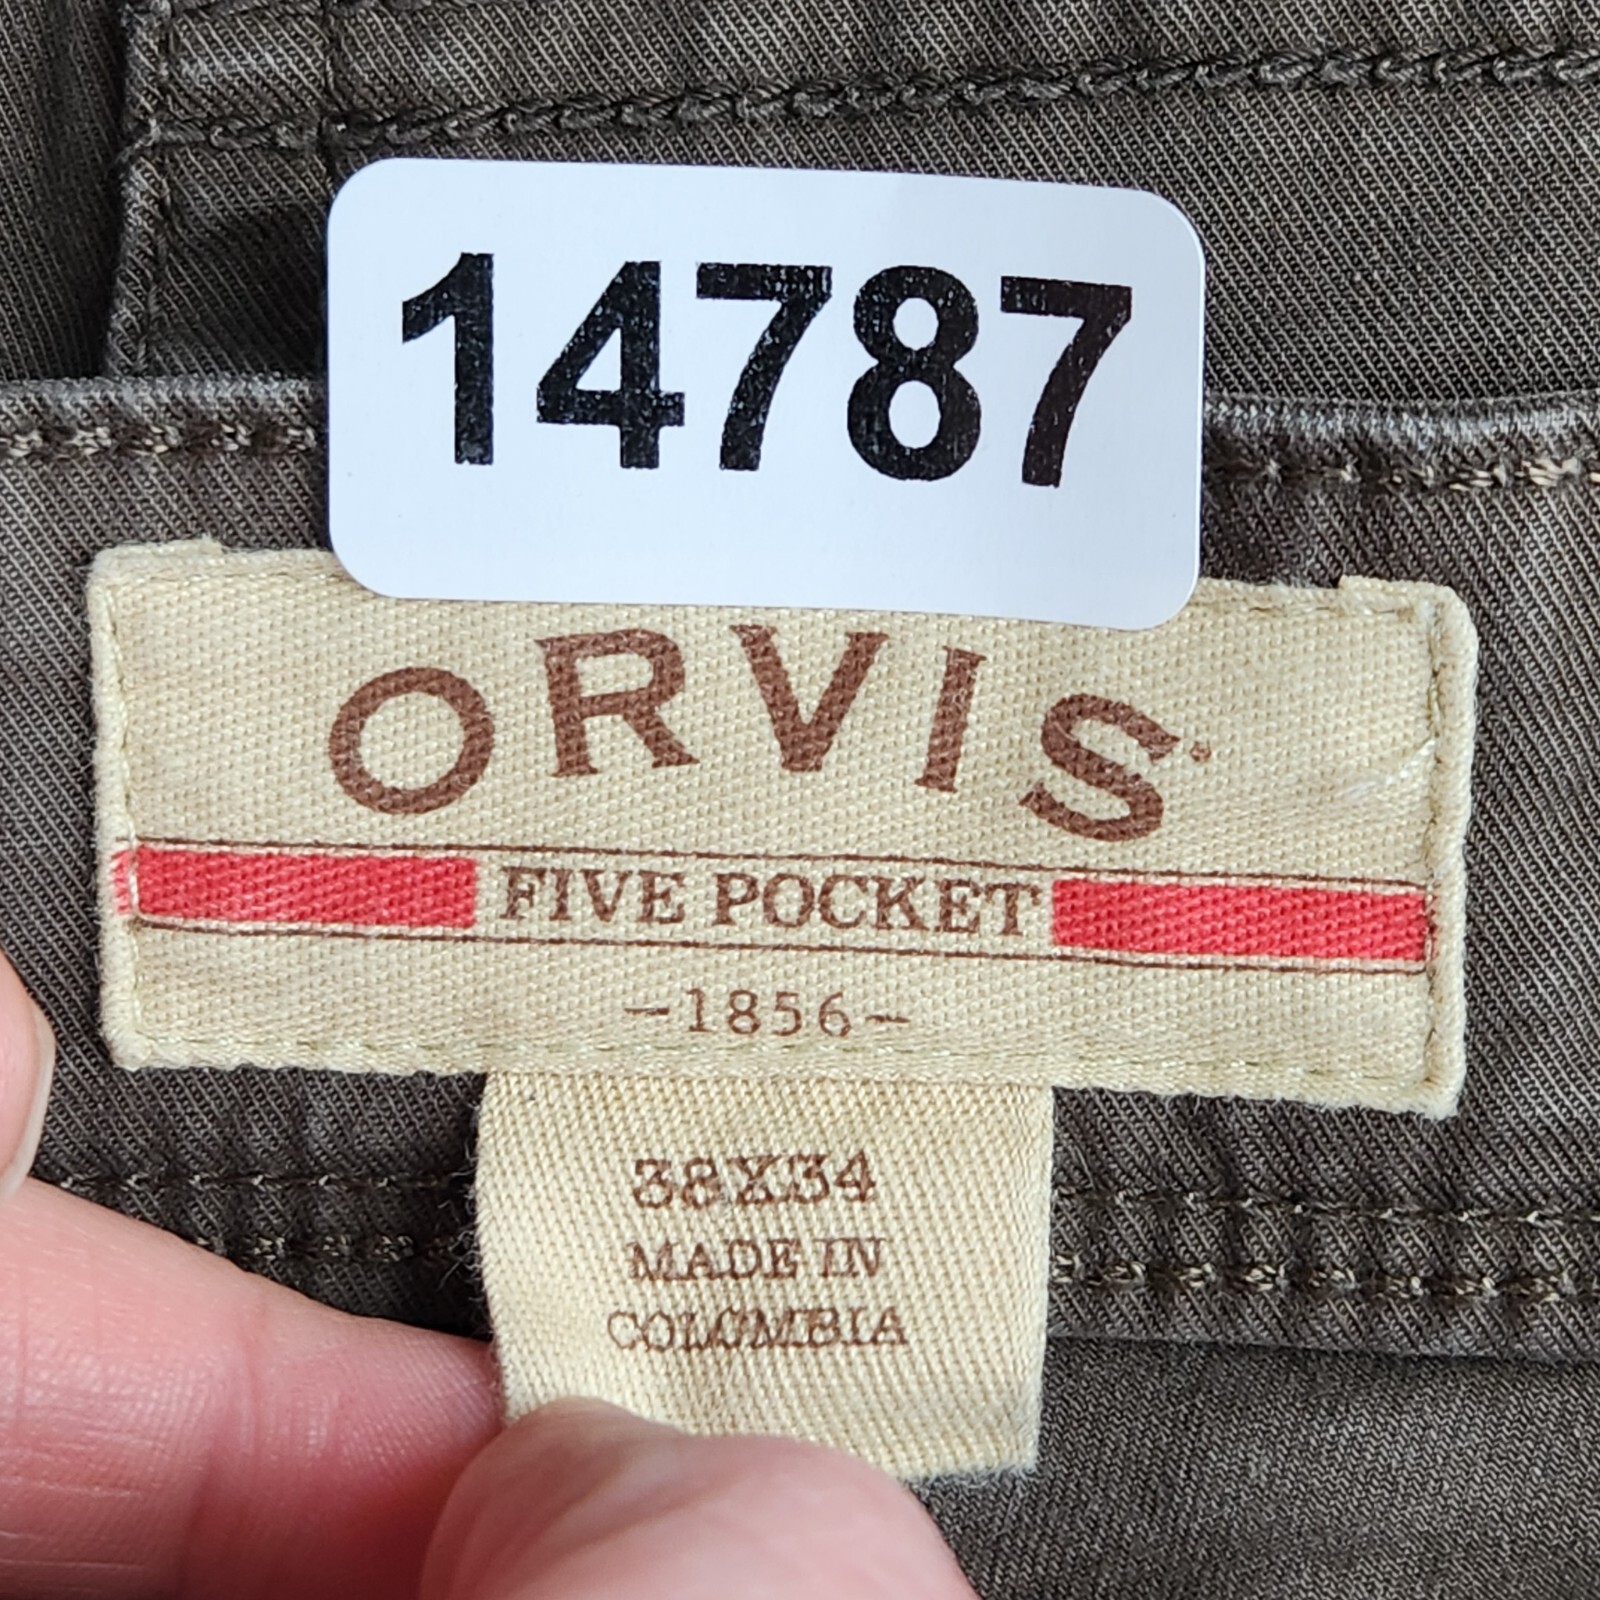 14787
ORVIS
FIVE POCKET
-1856-
38X34
MADE IN
COLOMBIA